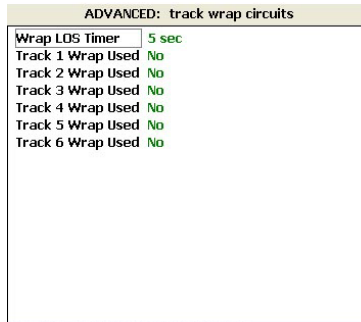 ADVANCED: track wrap circuits
Wrap LOS Timer 5 sec
Track 1 Wrap Used No
Track 2 Wrap Used No
Track 3 Wrap Used No
Track 4 Wrap Used No
Track 5 Wrap Used No
Track 6 Wrap Used No